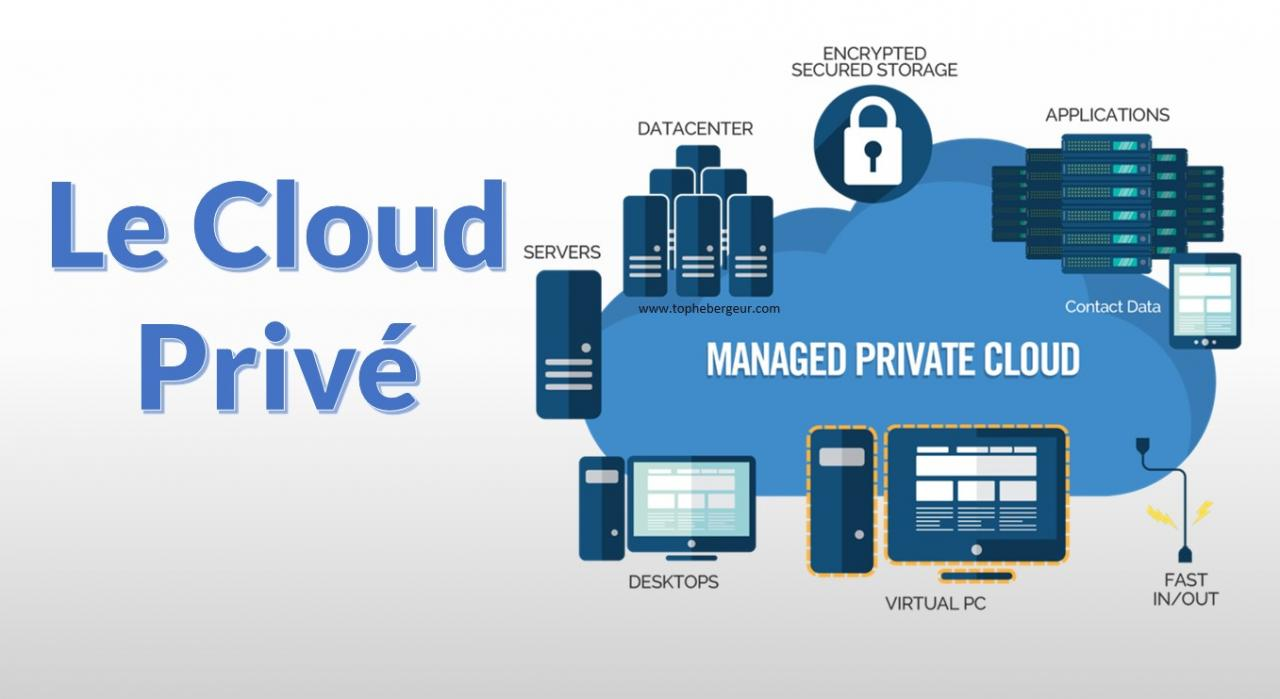 Le Cloud
Privé
ENCRYPTED
SECURED STORAGE
DATACENTER
APPLICATIONS
SERVERS
www.tophebergeur.com
Contact Data
MANAGED PRIVATE CLOUD
DESKTOPS
VIRTUAL PC
FAST
IN/OUT